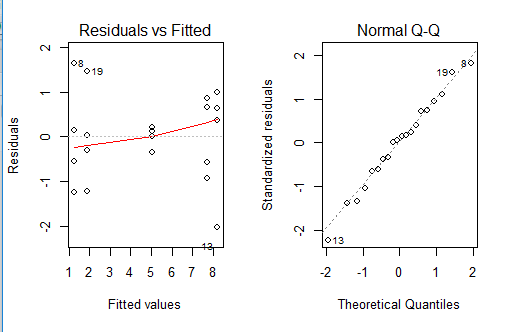 Residuals vs Fitted
Residuals
2
1
0
-1
-2
8
19
13
1 2 3 4 5 6 7 8
Fitted values
Normal Q-Q
Standardized residuals
2
1
0
-1
-2
19
8
13
-2 -1 0 1 2
Theoretical Quantiles